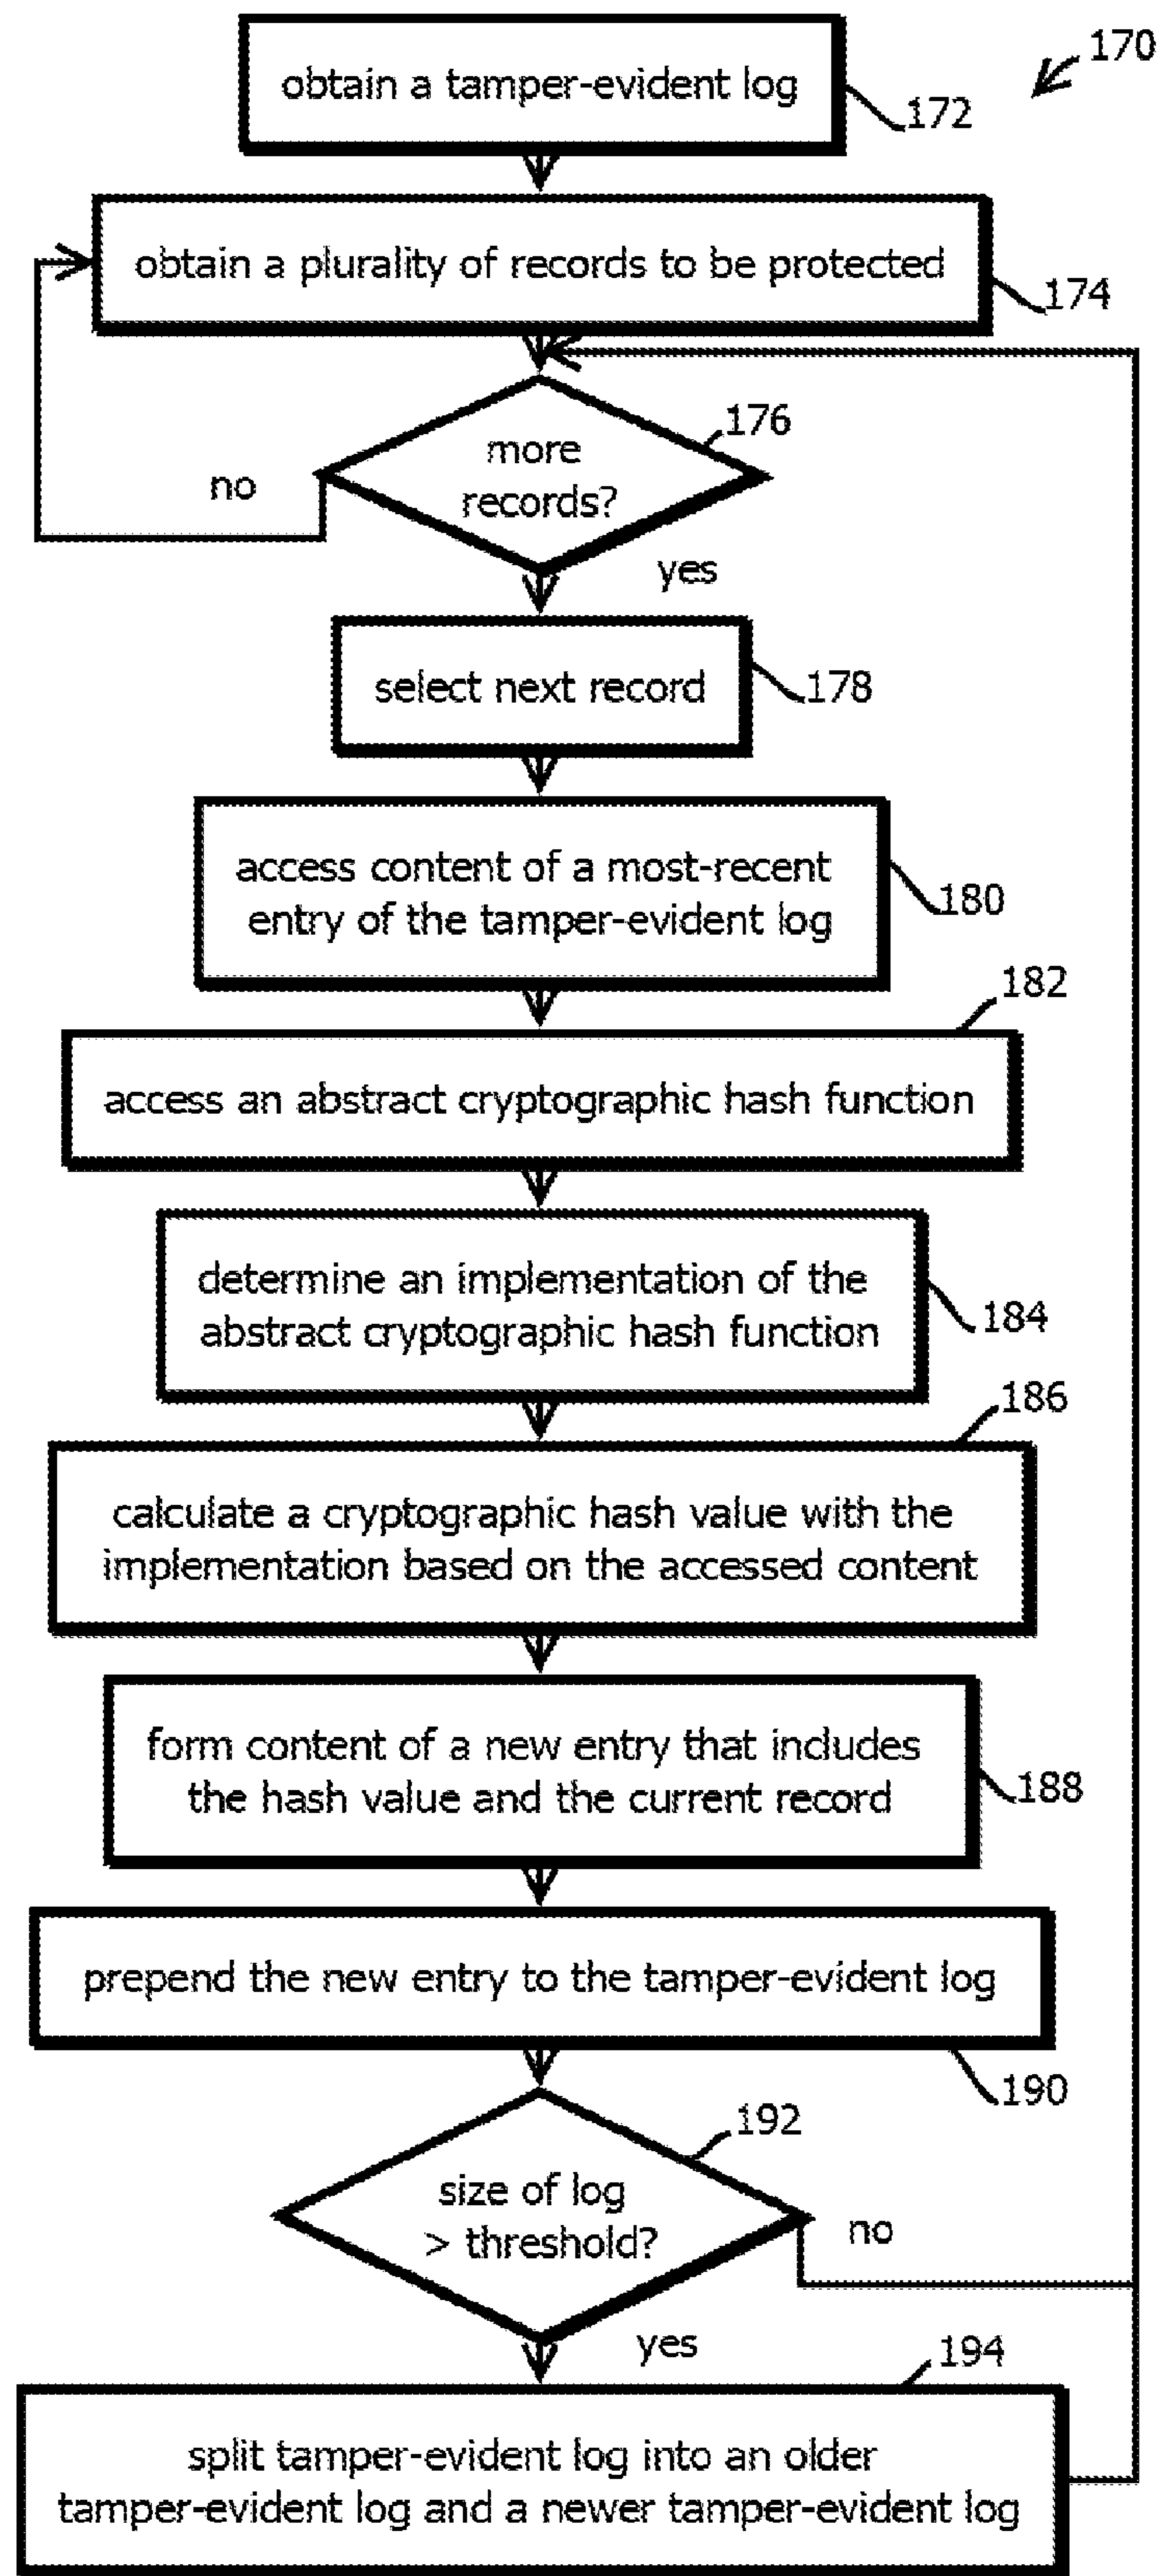 170
obtain a tamper-evident log
172
obtain a plurality of records to be protected
174
176
more
records?
no
yes
select next record
178
access content of a most-recent
entry of the tamper-evident log
180
182
access an abstract cryptographic hash function
determine an implementation of the
abstract cryptographic hash function
184
186
calculate a cryptographic hash value with the
implementation based on the accessed content
form content of a new entry that includes
the hash value and the current record
188
prepend the new entry to the tamper-evident log
190
192
size of log
> threshold?
no
yes
194
split tamper-evident log into an older
tamper-evident log and a newer tamper-evident log